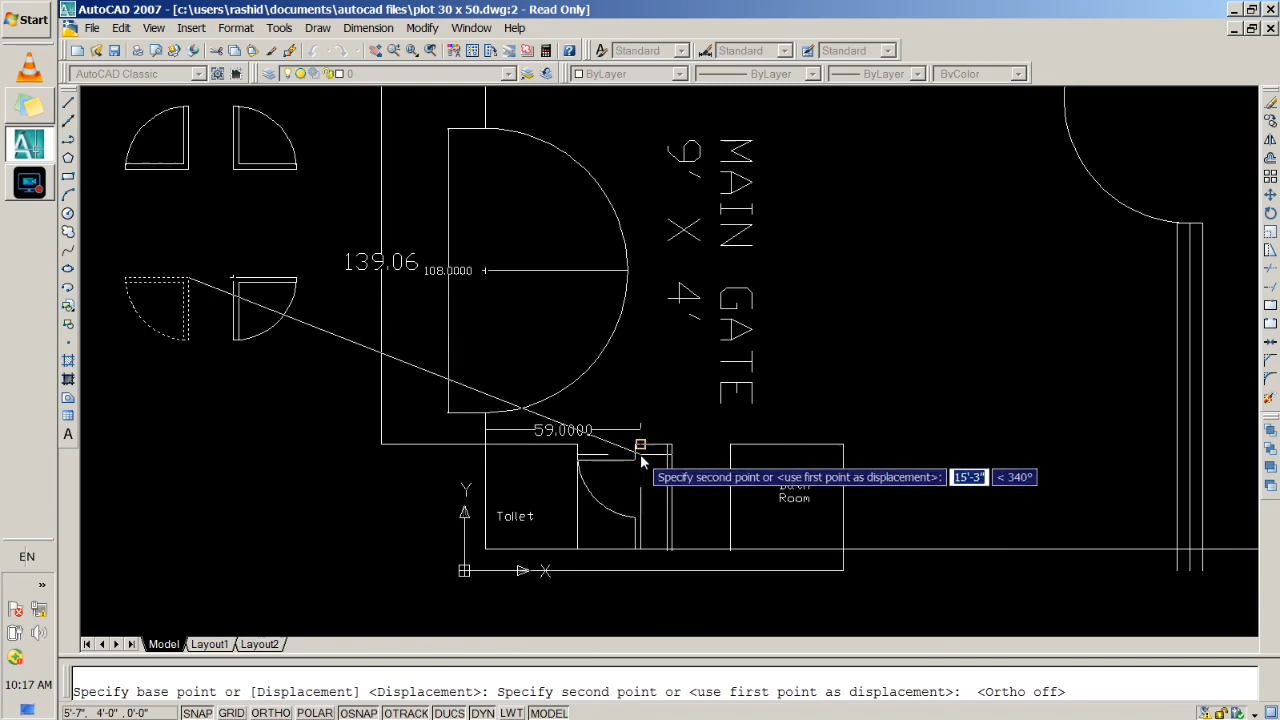 Start
AutoCAD 2007 - [c:\users\rashid\documents\autocad files\plot 30 x 50.dwg:2 - Read Only]
File Edit View Insert Format Tools Draw Dimension Modify Window Help
Standard Standard Standard
AutoCAD Classic 0 ByLayer ByLayer ByLayer ByColor
MAIN GATE
9' X 4'
139.06
108.0000
59.0000
Specify second point or <use first point as displacement>: 15'-3" < 340°
Room
Toilet
Y
X
EN
»
10:17 AM
Model Layout1 Layout2
Specify base point or [Displacement] <Displacement>: Specify second point or <use first point as displacement>:  <Ortho off>
5'-7", 4'-0" , 0'-0" SNAP GRID ORTHO POLAR OSNAP OTRACK DUCS DYN LWT MODEL